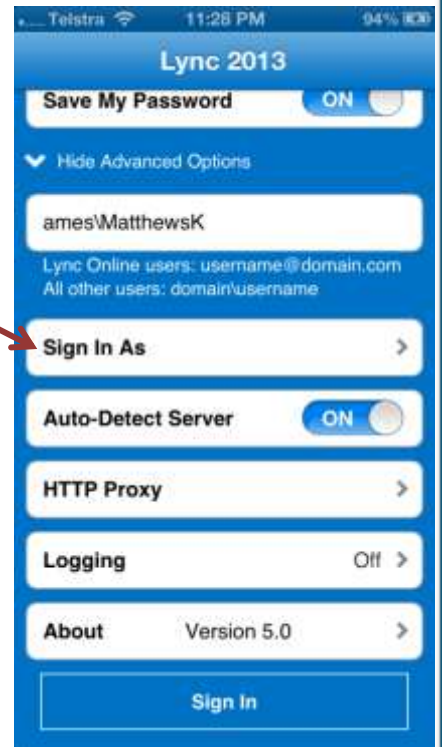 Telstra 11:28 PM 94%
Lync 2013
Save My Password ON
Hide Advanced Options
ames\MatthewsK
Lync Online users: username@domain.com
All other users: domain\username
Sign In As
Auto-Detect Server ON
HTTP Proxy
Logging Off
About Version 5.0
Sign In